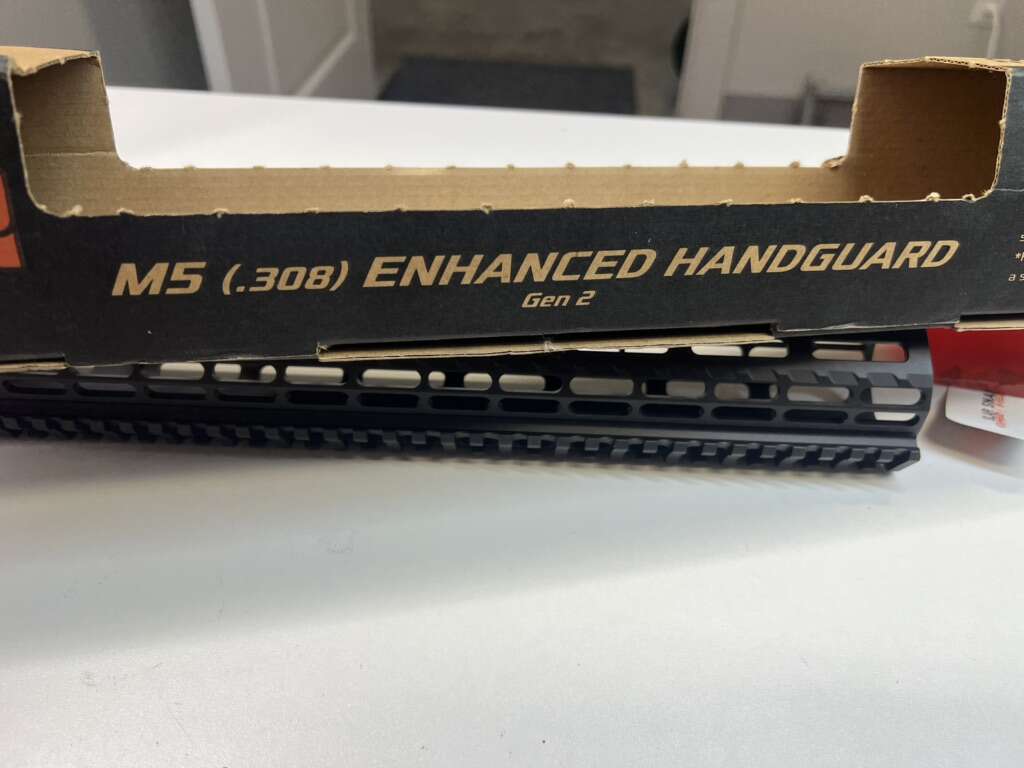 M5 (.308) ENHANCED HANDGUARD
Gen 2